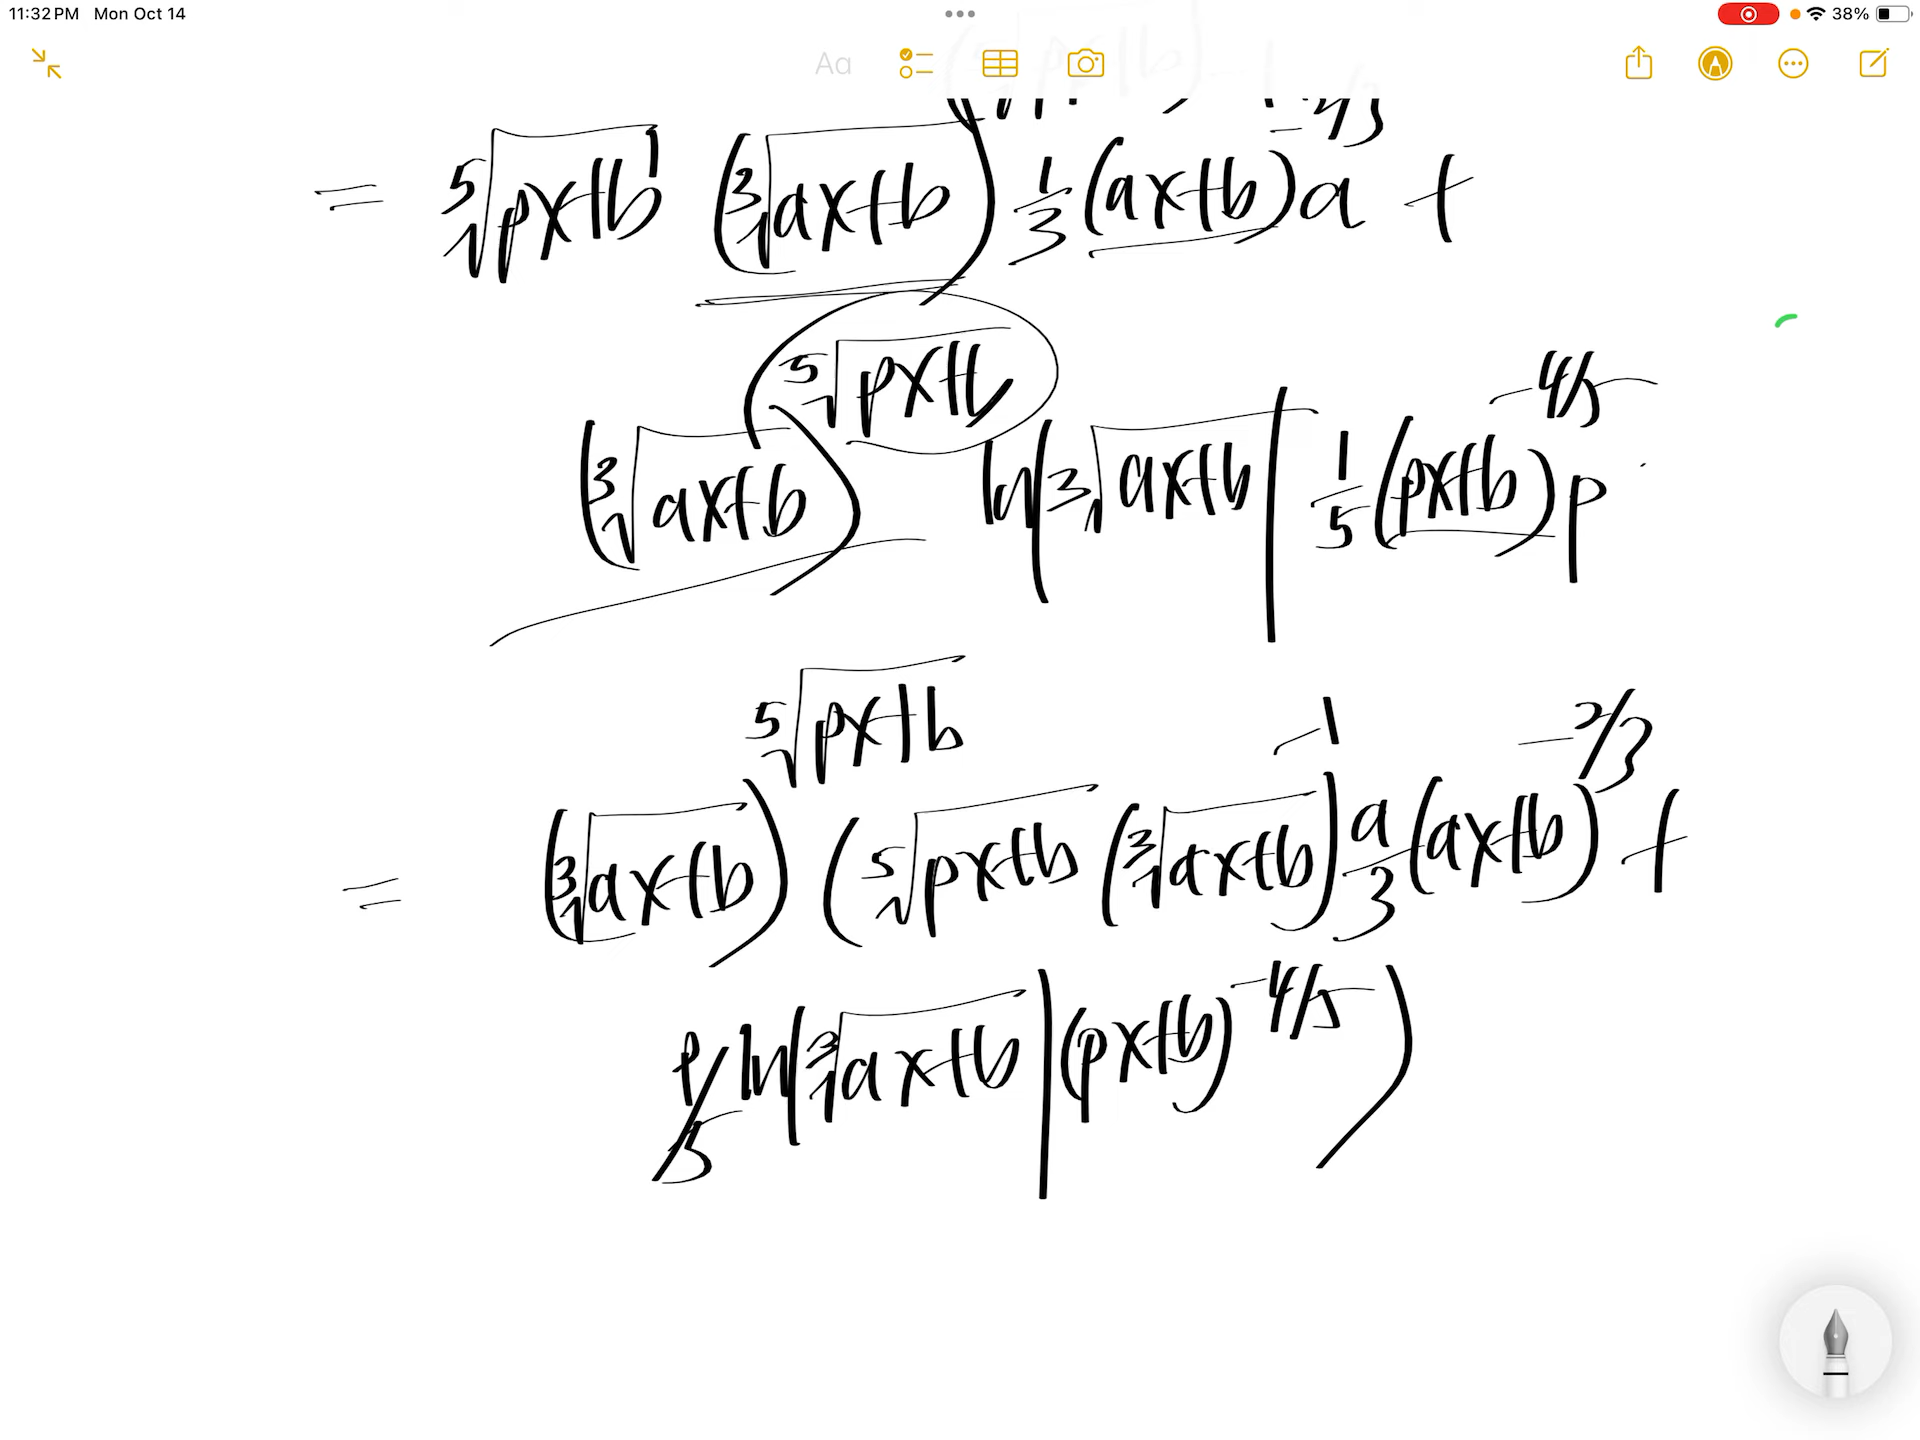 11:32 PM Mon Oct 14 38%
Aa
= ⁵√(px+b) (³√(ax+b)) 1/3 (ax+b) a +
(³√(ax+b))^(⁵√(px+b)) ln|³√(ax+b)| 1/5 (px+b)^(-4/5) p
= (³√(ax+b))^(⁵√(px+b)) (⁵√(px+b) (³√(ax+b))^(-1) a/3 (ax+b)^(-2/3) +
p/5 ln|³√(ax+b)| (px+b)^(-4/5))